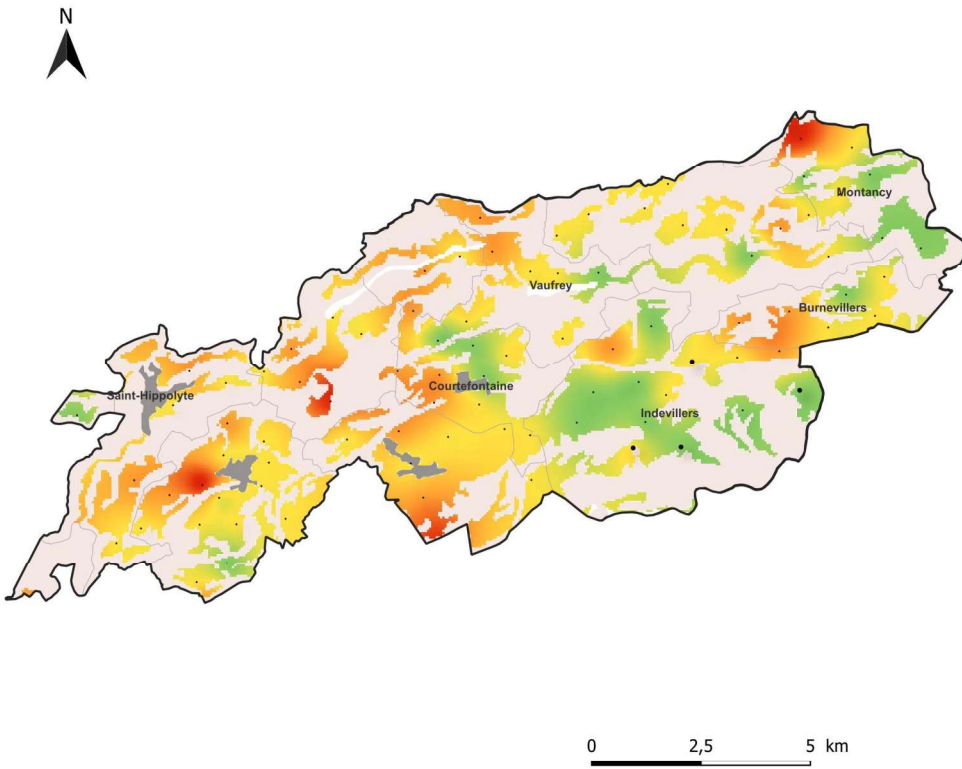 N
Montancy
Vaufrey
Burnevillers
Saint-Hippolyte
Courtefontaine
Indevillers
0 2,5 5 km